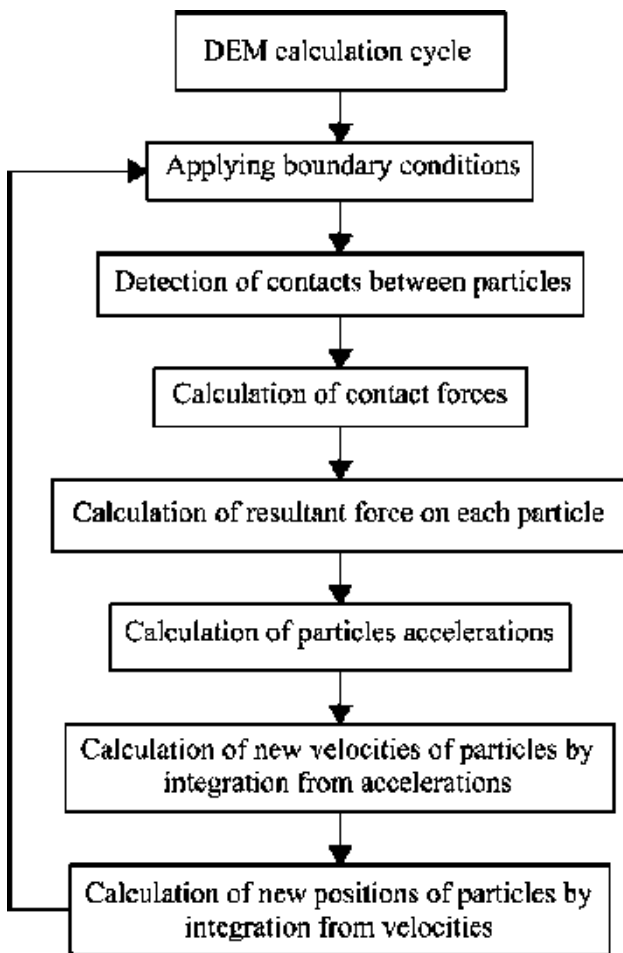 DEM calculation cycle
Applying boundary conditions
Detection of contacts between particles
Calculation of contact forces
Calculation of resultant force on each particle
Calculation of particles accelerations
Calculation of new velocities of particles by
integration from accelerations
Calculation of new positions of particles by
integration from velocities